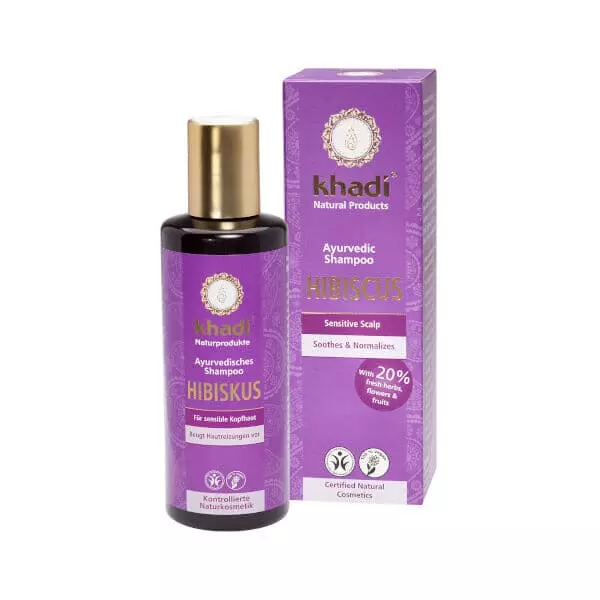 khadi
Naturprodukte
Ayurvedisches
Shampoo
HIBISKUS
Für sensible Kopfhaut
Beugt Hautreizungen vor
Kontrollierte
Naturkosmetik
khadi
Natural Products
Ayurvedic
Shampoo
HIBISCUS
Sensitive Scalp
Soothes & Normalizes
With 20%
fresh herbs,
flowers &
fruits
Certified Natural
Cosmetics